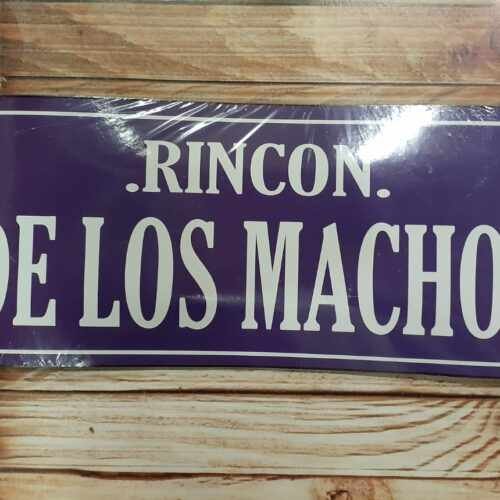 .RINCON.
DE LOS MACHO